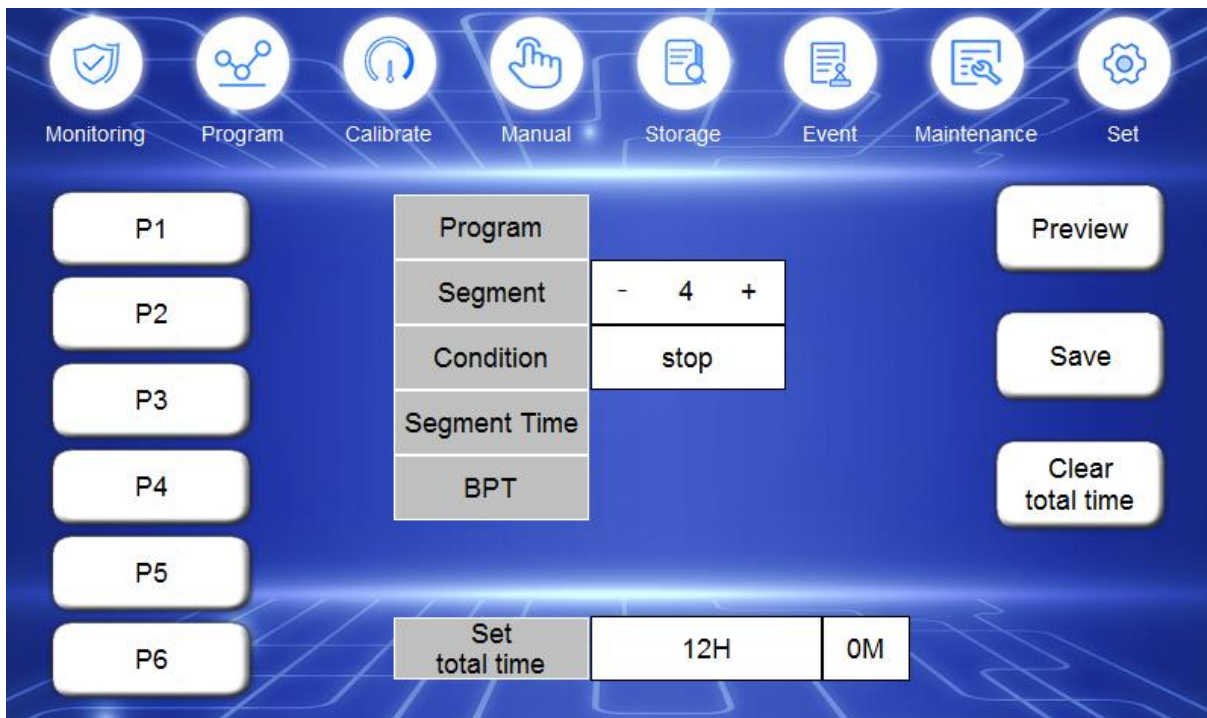 Monitoring Program Calibrate Manual Storage Event Maintenance Set
P1
P2
P3
P4
P5
P6
Program
Segment - 4 +
Condition stop
Segment Time
BPT
Set
total time 12H 0M
Preview
Save
Clear
total time